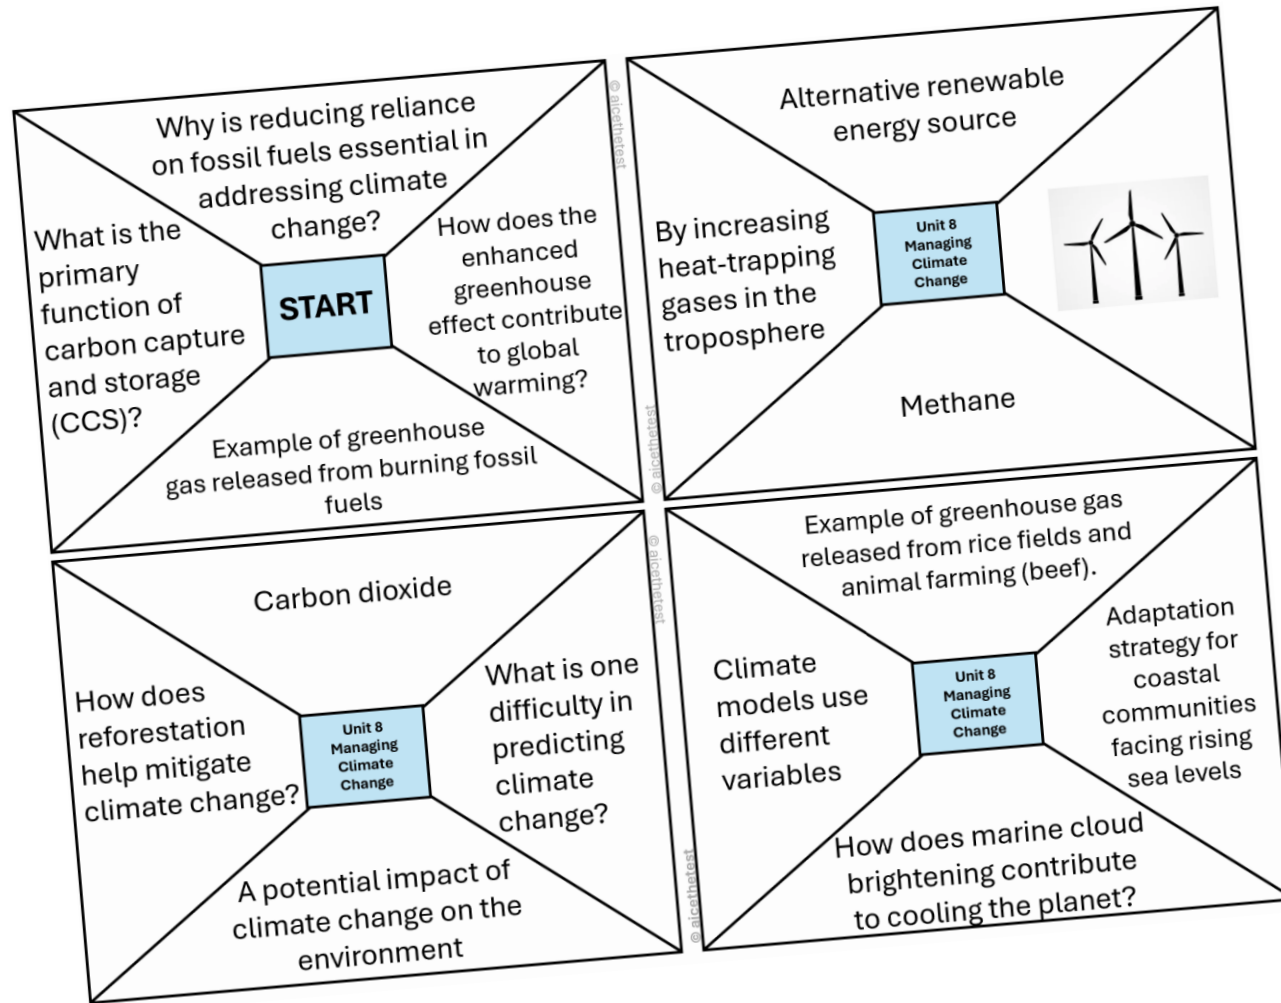 Why is reducing reliance
on fossil fuels essential in
addressing climate
change?
What is the
primary
function of
carbon capture
and storage
(CCS)?
START
How does the
enhanced
greenhouse
effect contribute
to global
warming?
Example of greenhouse
gas released from burning fossil
fuels
© aicethetest
Alternative renewable
energy source
By increasing
heat-trapping
gases in the
troposphere
Unit 8
Managing
Climate
Change
Methane
© aicethetest
Carbon dioxide
How does
reforestation
help mitigate
climate change?
Unit 8
Managing
Climate
Change
What is one
difficulty in
predicting
climate
change?
A potential impact of
climate change on the
environment
© aicethetest
Example of greenhouse gas
released from rice fields and
animal farming (beef).
Climate
models use
different
variables
Unit 8
Managing
Climate
Change
Adaptation
strategy for
coastal
communities
facing rising
sea levels
How does marine cloud
brightening contribute
to cooling the planet?
© aicethetest